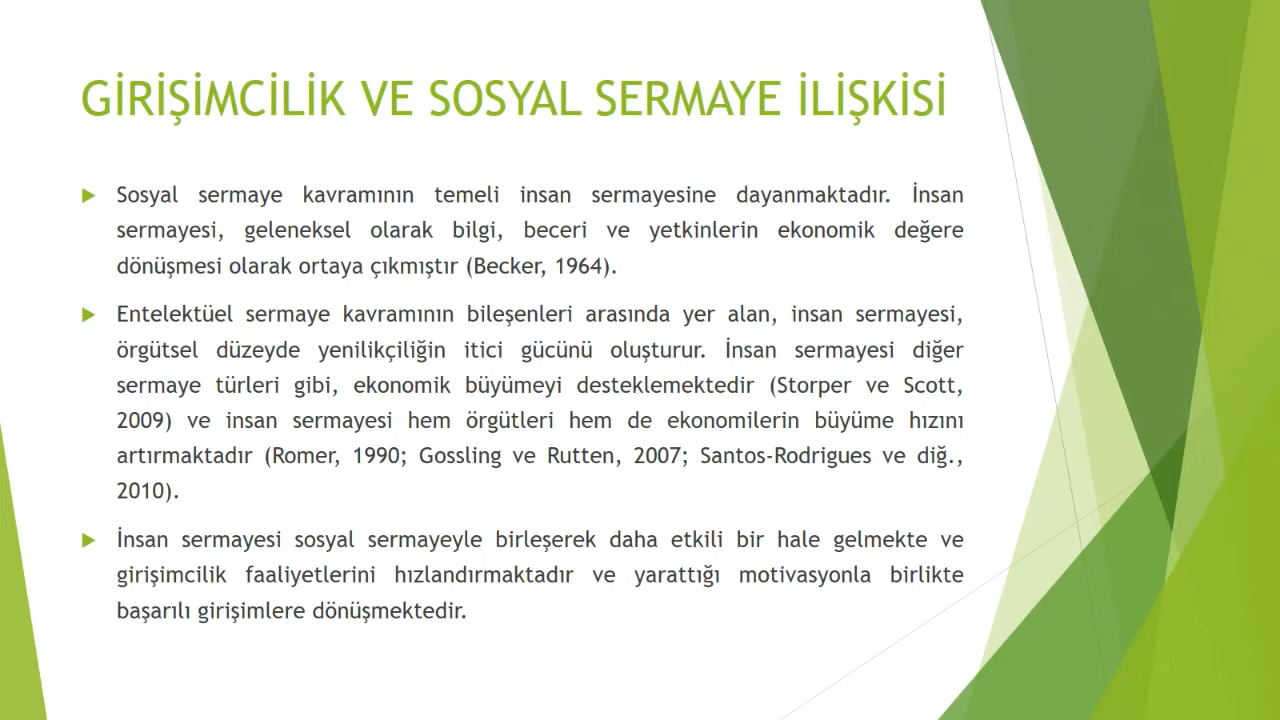 GİRİŞİMCİLİK VE SOSYAL SERMAYE İLİŞKİSİ
Sosyal sermaye kavramının temeli insan sermayesine dayanmaktadır. İnsan
sermayesi, geleneksel olarak bilgi, beceri ve yetkinlerin ekonomik değere
dönüşmesi olarak ortaya çıkmıştır (Becker, 1964).
Entelektüel sermaye kavramının bileşenleri arasında yer alan, insan sermayesi,
örgütsel düzeyde yenilikçiliğin itici gücünü oluşturur. İnsan sermayesi diğer
sermaye türleri gibi, ekonomik büyümeyi desteklemektedir (Storper ve Scott,
2009) ve insan sermayesi hem örgütleri hem de ekonomilerin büyüme hızını
artırmaktadır (Romer, 1990; Gossling ve Rutten, 2007; Santos-Rodrigues ve diğ.,
2010).
İnsan sermayesi sosyal sermayeyle birleşerek daha etkili bir hale gelmekte ve
girişimcilik faaliyetlerini hızlandırmaktadır ve yarattığı motivasyonla birlikte
başarılı girişimlere dönüşmektedir.